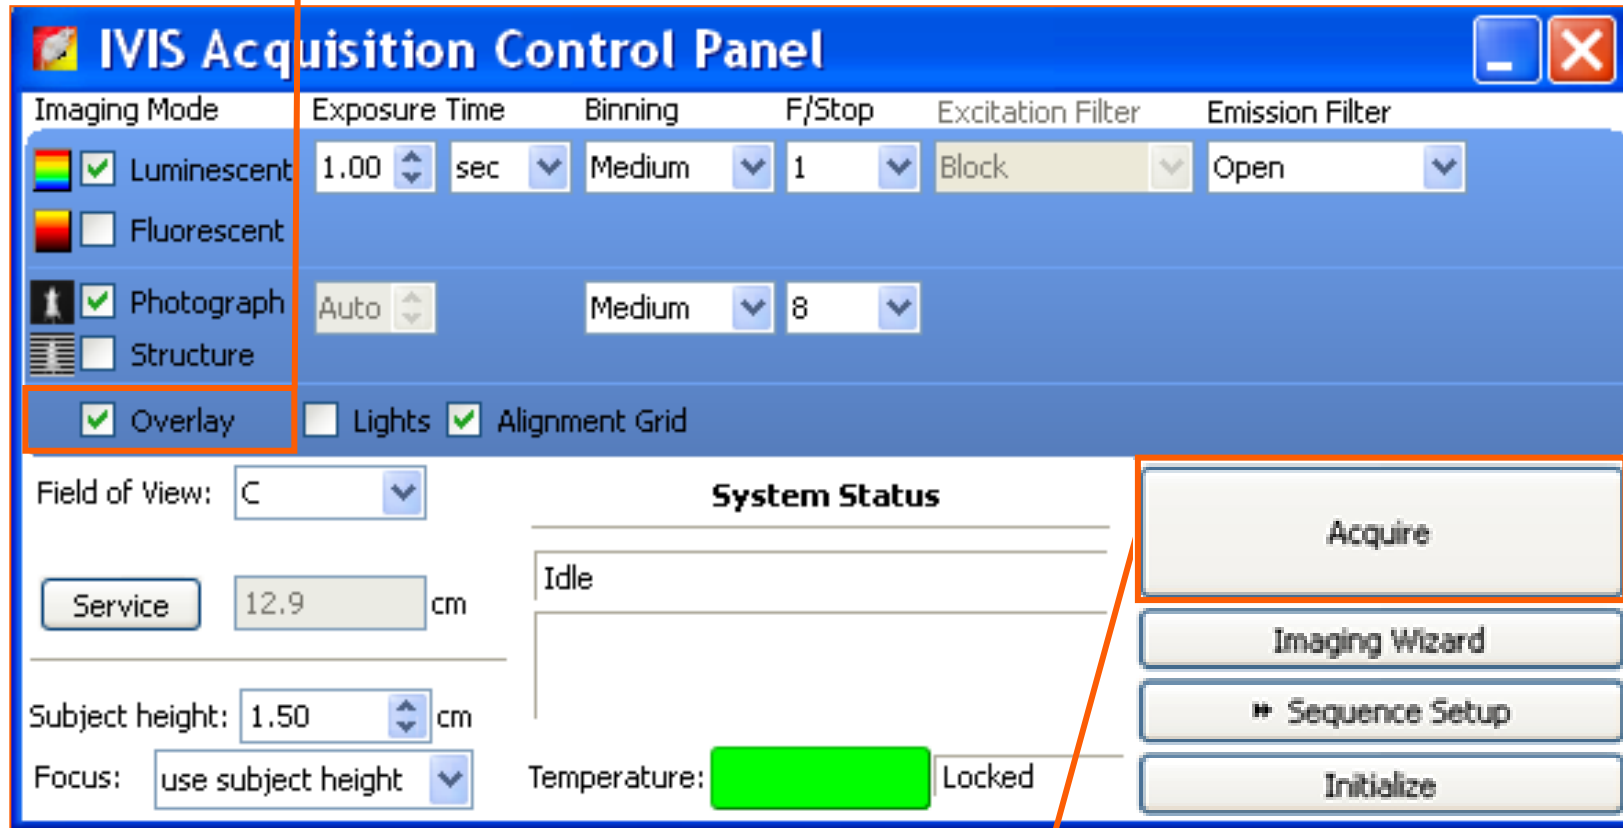 IVIS Acquisition Control Panel
Imaging Mode Exposure Time Binning F/Stop Excitation Filter Emission Filter
Luminescent 1.00 sec Medium 1 Block Open
Fluorescent
Photograph Auto Medium 8
Structure
Overlay Lights Alignment Grid
Field of View: C System Status
Acquire
Idle
Service 12.9 cm
Imaging Wizard
Subject height: 1.50 cm
Sequence Setup
Focus: use subject height Temperature: Locked
Initialize